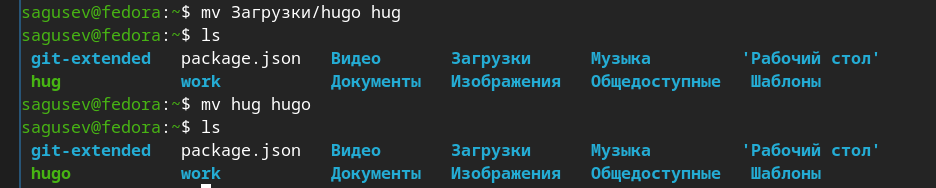 sagusev@fedora:~$ mv Загрузки/hugo hug
sagusev@fedora:~$ ls
git-extended package.json Видео Загрузки Музыка 'Рабочий стол'
hug work Документы Изображения Общедоступные Шаблоны
sagusev@fedora:~$ mv hug hugo
sagusev@fedora:~$ ls
git-extended package.json Видео Загрузки Музыка 'Рабочий стол'
hugo work Документы Изображения Общедоступные Шаблоны